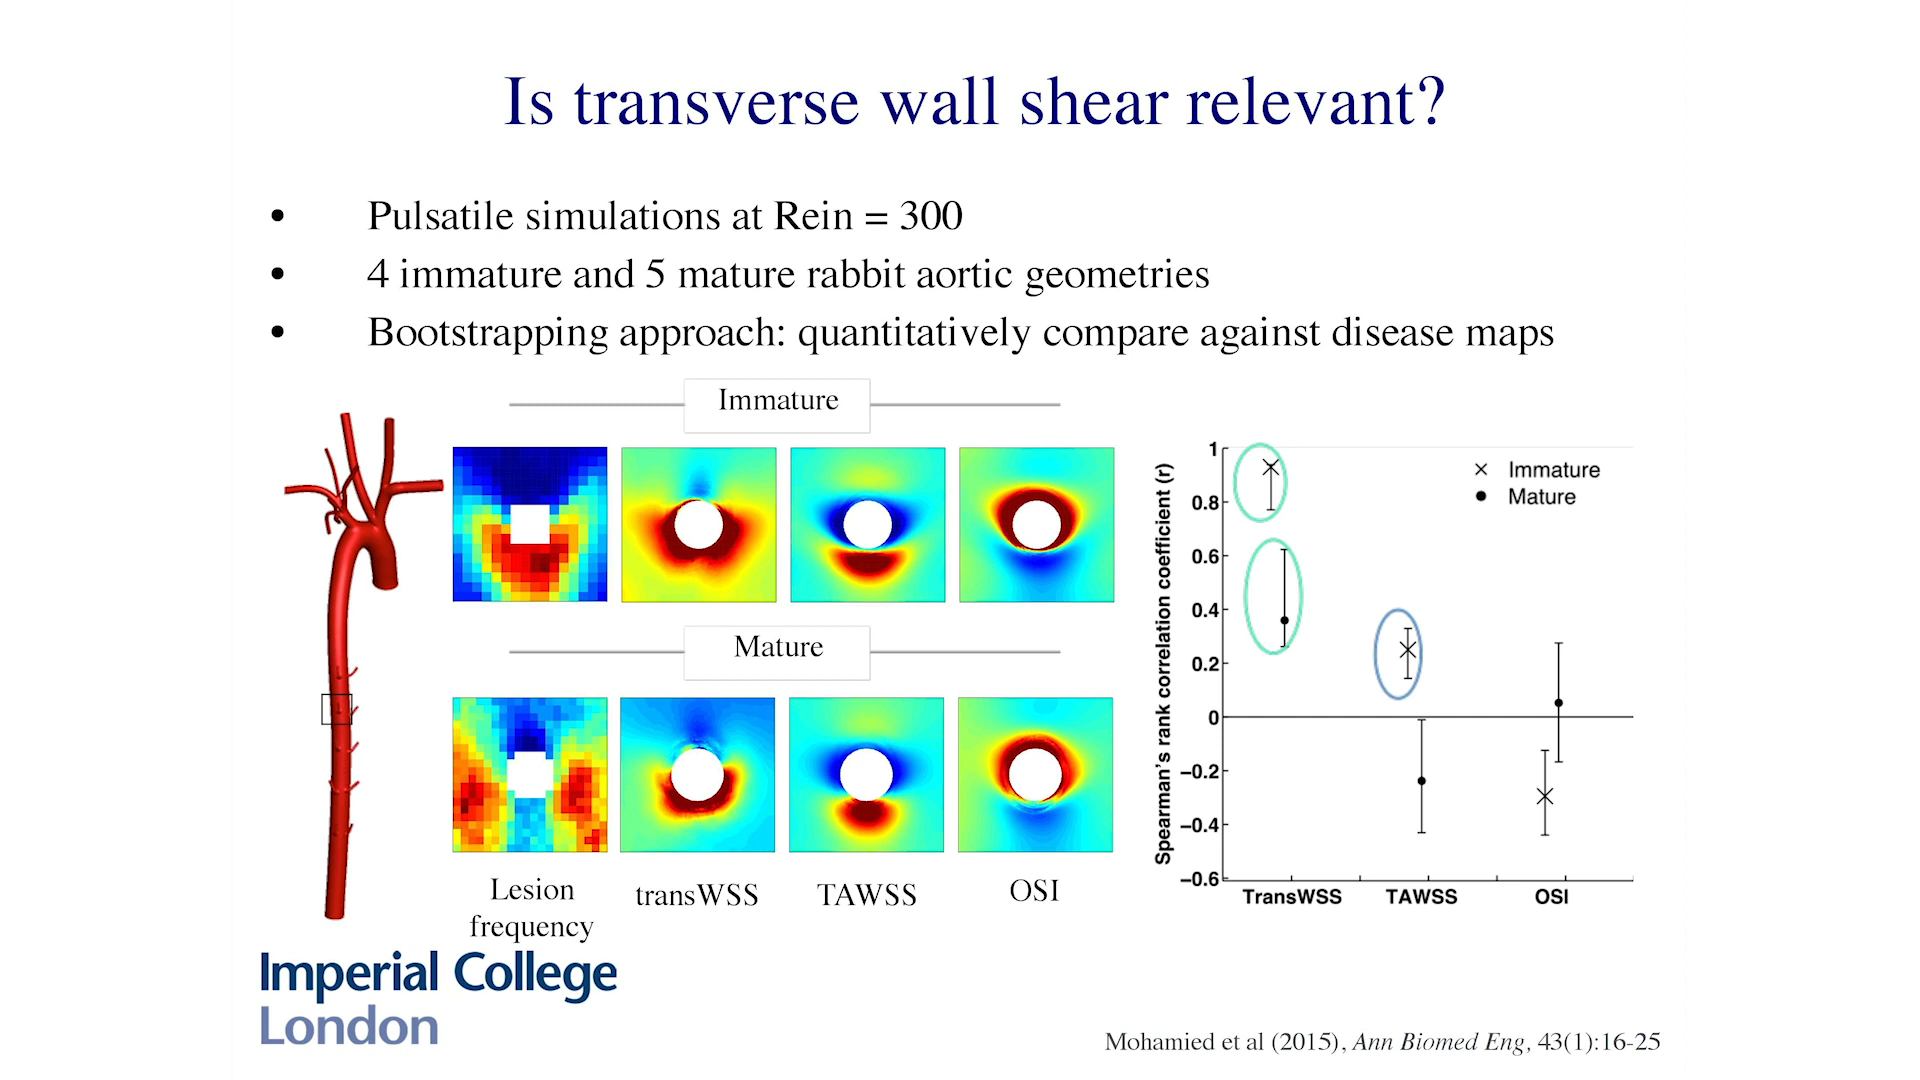 Is transverse wall shear relevant?
• Pulsatile simulations at Rein = 300
• 4 immature and 5 mature rabbit aortic geometries
• Bootstrapping approach: quantitatively compare against disease maps
Immature
Mature
Lesion
frequency
transWSS
TAWSS
OSI
Spearman's rank correlation coefficient (r)
1
0.8
0.6
0.4
0.2
0
−0.2
−0.4
−0.6
× Immature
● Mature
TransWSS
TAWSS
OSI
Imperial College
London
Mohamied et al (2015), Ann Biomed Eng, 43(1):16-25